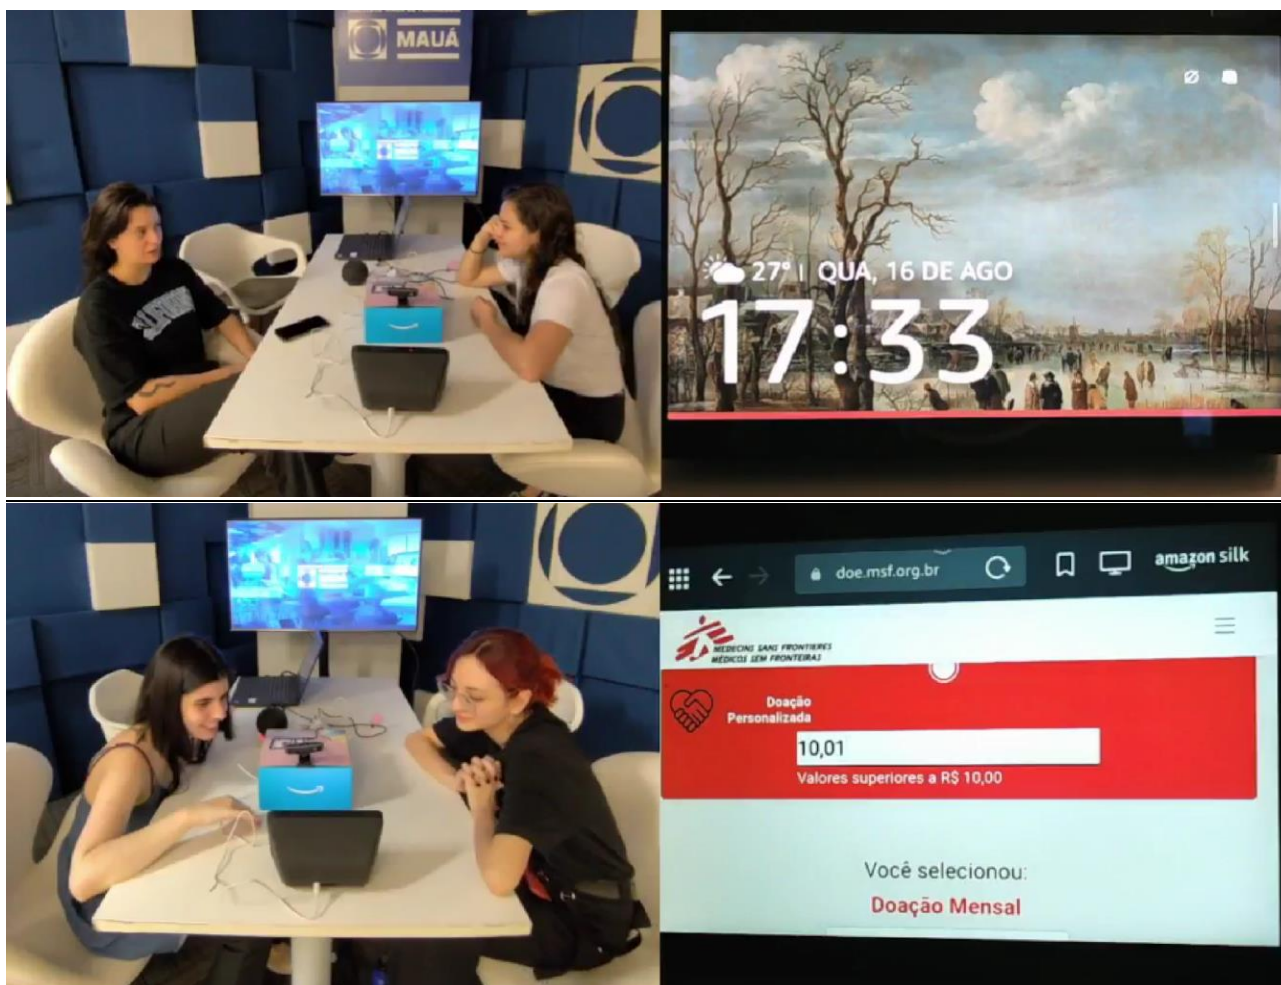 MAUÁ
27° | QUA, 16 DE AGO
17:33
doe.msf.org.br
amazon silk
MEDECINS SANS FRONTIERES
MÉDICOS SEM FRONTEIRAS
Doação
Personalizada
10,01
Valores superiores a R$ 10,00
Você selecionou:
Doação Mensal